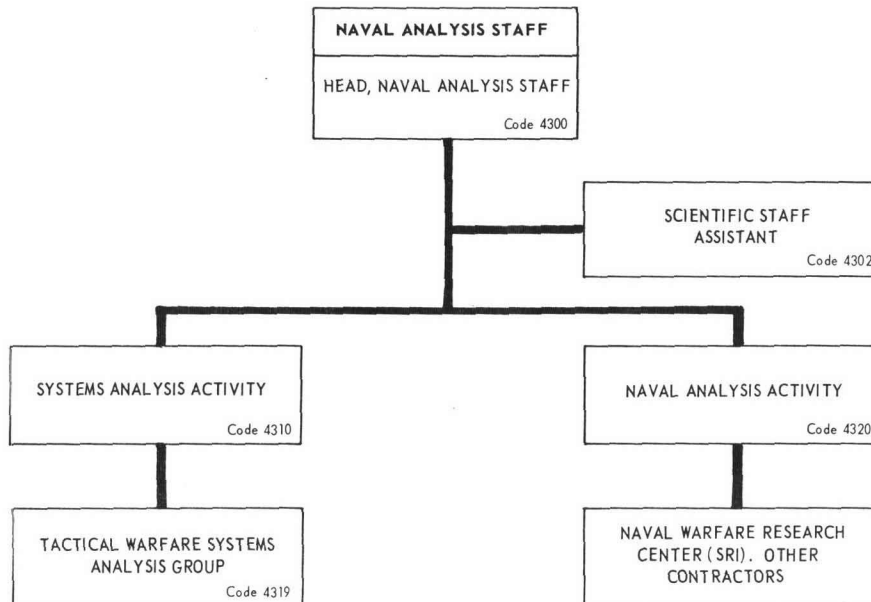 NAVAL ANALYSIS STAFF
HEAD, NAVAL ANALYSIS STAFF
Code 4300
SCIENTIFIC STAFF
ASSISTANT
Code 4302
SYSTEMS ANALYSIS ACTIVITY
Code 4310
NAVAL ANALYSIS ACTIVITY
Code 4320
TACTICAL WARFARE SYSTEMS
ANALYSIS GROUP
Code 4319
NAVAL WARFARE RESEARCH
CENTER (SRI). OTHER
CONTRACTORS